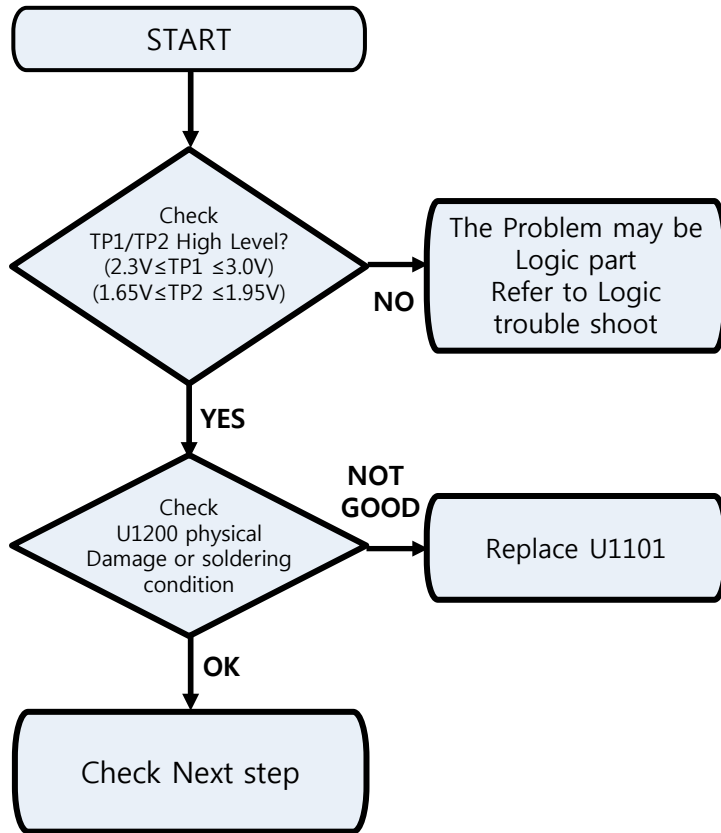 START
Check
TP1/TP2 High Level?
(2.3V≤TP1 ≤3.0V)
(1.65V≤TP2 ≤1.95V)
NO
The Problem may be
Logic part
Refer to Logic
trouble shoot
YES
Check
U1200 physical
Damage or soldering
condition
NOT
GOOD
Replace U1101
OK
Check Next step